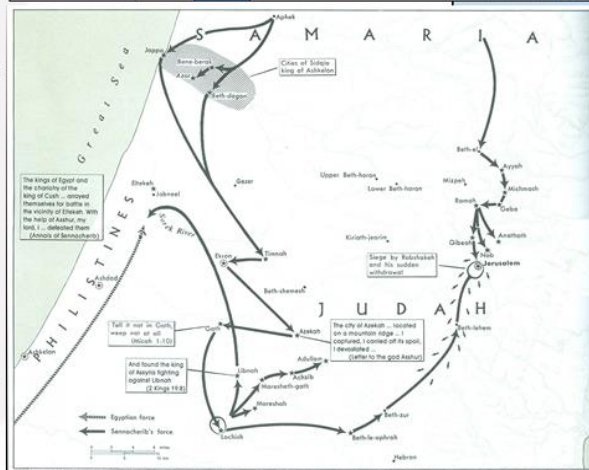 Aphek
S A M A R I A
Great Sea
Joppa
Bene-berak
Azor
Beth-dagon
Cities of Sidqia
king of Ashkelon
Beth-el
Ayyah
Michmash
Mizpeh
Ramah
Geba
Upper Beth-horon
Lower Beth-horon
Gezer
Eltekeh
Jabneel
The kings of Egypt and
the chariotry of the
king of Cush ... arrayed
themselves for battle in
the vicinity of Eltekeh. With
the help of Asshur, my
lord, I ... defeated them
(Annals of Sennacherib)
Gibeah
Anathoth
Nob
Jerusalem
Kiriath-jearim
Siege by Rabshakeh
and his sudden
withdrawal
Sorek River
Ekron
Timnah
Ashdod
Beth-shemesh
PHILISTINES
JUDAH
Tell it not in Gath,
weep not at all
(Micah 1:10)
Gath
Azekah
The city of Azekah ... located
on a mountain ridge ... I
captured, I carried off its spoil,
I devastated ...
(Letter to the god Asshur)
Beth-lehem
Ashkelon
And found the king
of Assyria fighting
against Libnah
(2 Kings 19:8)
Libnah
Adullam
Achzib
Moresheth-gath
Mareshah
Beth-zur
Lachish
Beth-le-aphrah
Hebron
Egyptian force
Sennacherib's force